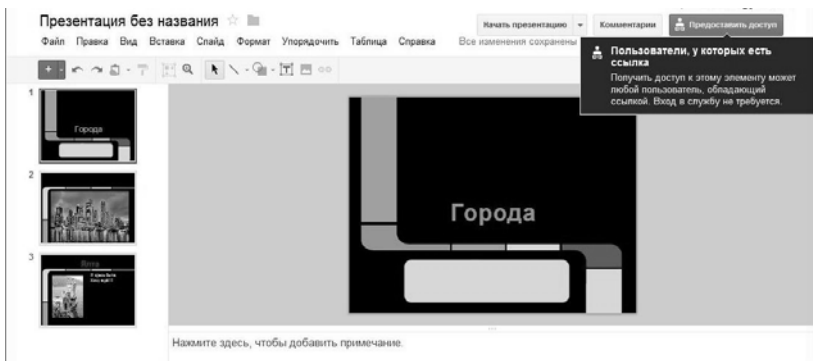 Презентация без названия
Начать презентацию
Комментарии
Предоставить доступ
Файл Правка Вид Вставка Слайд Формат Упорядочить Таблица Справка Все изменения сохранены
Пользователи, у которых есть
ссылка
Получить доступ к этому элементу может
любой пользователь, обладающий
ссылкой. Вход в службу не требуется.
1
Города
2
3
Города
Нажмите здесь, чтобы добавить примечание.